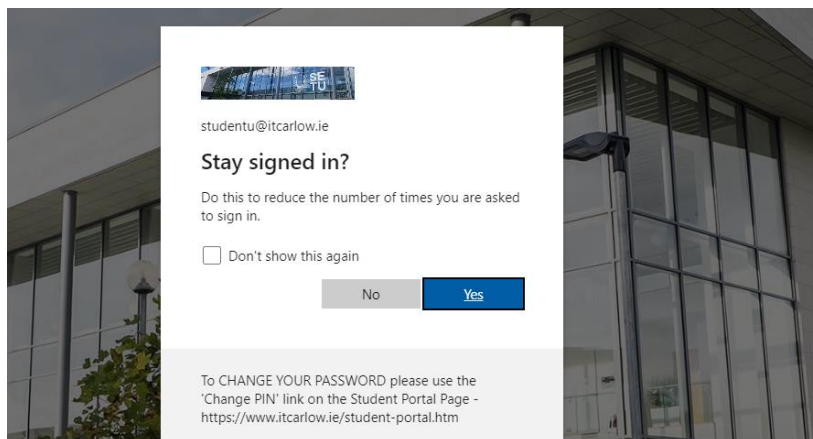 SE
TU
studentu@itcarlow.ie
Stay signed in?
Do this to reduce the number of times you are asked
to sign in.
Don't show this again
No
Yes
To CHANGE YOUR PASSWORD please use the
'Change PIN' link on the Student Portal Page -
https://www.itcarlow.ie/student-portal.htm